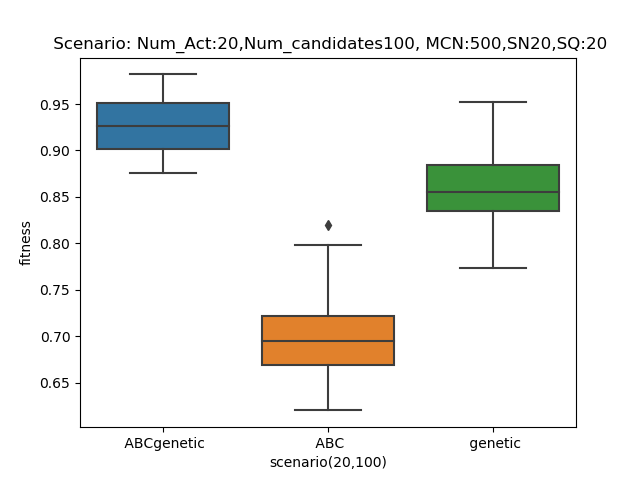 Scenario: Num_Act:20,Num_candidates100, MCN:500,SN20,SQ:20
0.95
0.90
0.85
0.80
0.75
0.70
0.65
fitness
ABCgenetic
ABC
genetic
scenario(20,100)